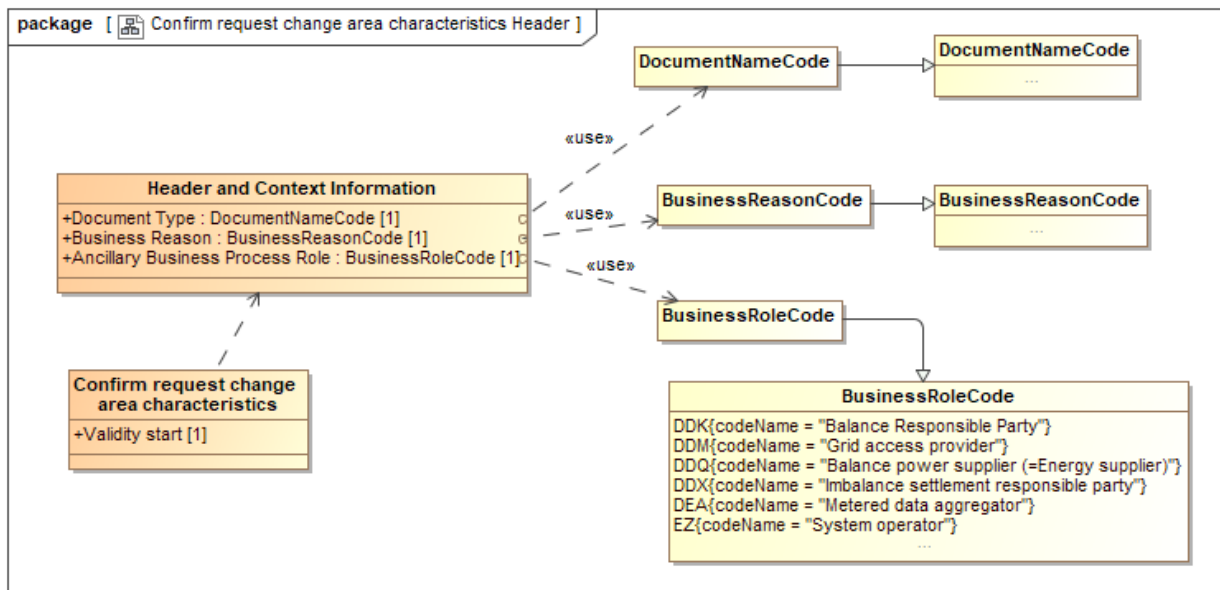 package [ Confirm request change area characteristics Header ]
DocumentNameCode
DocumentNameCode
...
«use»
Header and Context Information
+Document Type : DocumentNameCode [1]
+Business Reason : BusinessReasonCode [1]
+Ancillary Business Process Role : BusinessRoleCode [1]
«use»
BusinessReasonCode
BusinessReasonCode
...
«use»
BusinessRoleCode
Confirm request change
area characteristics
+Validity start [1]
BusinessRoleCode
DDK{codeName = "Balance Responsible Party"}
DDM{codeName = "Grid access provider"}
DDQ{codeName = "Balance power supplier (=Energy supplier)"}
DDX{codeName = "Imbalance settlement responsible party"}
DEA{codeName = "Metered data aggregator"}
EZ{codeName = "System operator"}
...